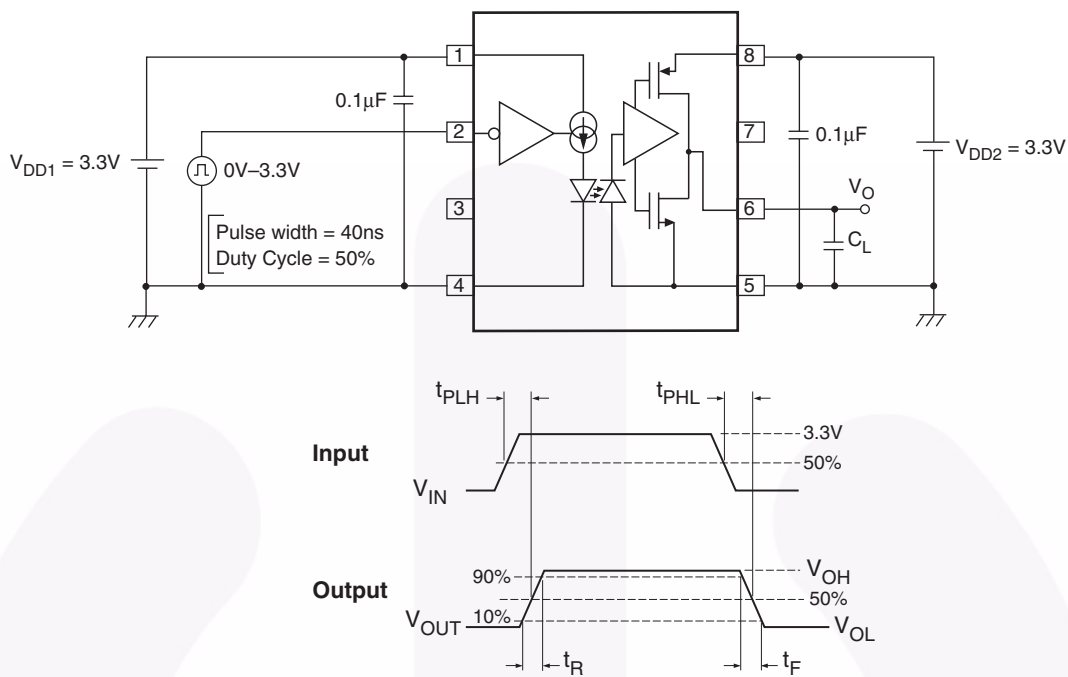 1
8
0.1µF
2
7
0.1µF
V_DD1 = 3.3V
0V–3.3V
V_DD2 = 3.3V
V_O
3
6
Pulse width = 40ns
Duty Cycle = 50%
C_L
4
5
t_PLH
t_PHL
3.3V
Input
50%
V_IN
90%
V_OH
Output
50%
10%
V_OUT
V_OL
t_R
t_F